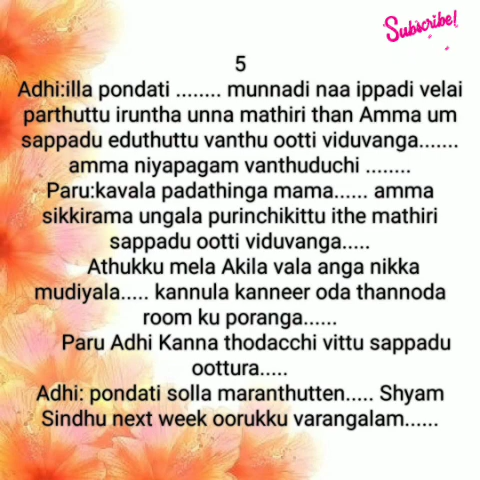 Subscribe!
5
Adhi:illa pondati ........ munnadi naa ippadi velai
parthuttu iruntha unna mathiri than Amma um
sappadu eduthuttu vanthu ootti viduvanga.......
amma niyapagam vanthuduchi ........
Paru:kavala padathinga mama...... amma
sikkirama ungala purinchikittu ithe mathiri
sappadu ootti viduvanga.....
Athukku mela Akila vala anga nikka
mudiyala..... kannula kanneer oda thannoda
room ku poranga......
Paru Adhi Kanna thodacchi vittu sappadu
oottura.....
Adhi: pondati solla maranthutten..... Shyam
Sindhu next week oorukku varangalam......